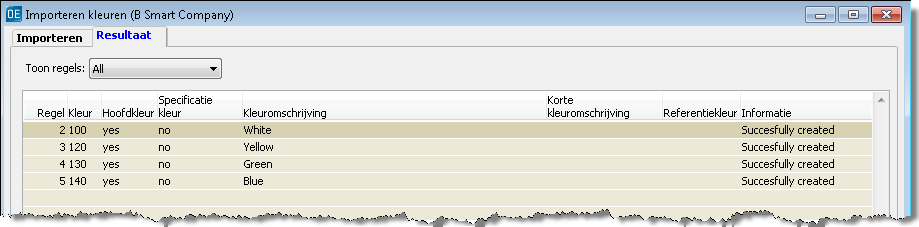 OE Importeren kleuren (B Smart Company)
Importeren Resultaat
Toon regels: All
Regel Kleur Hoofdkleur Specificatie kleur Kleuromschrijving Korte kleuromschrijving Referentiekleur Informatie
2 100 yes no White Succesfully created
3 120 yes no Yellow Succesfully created
4 130 yes no Green Succesfully created
5 140 yes no Blue Succesfully created